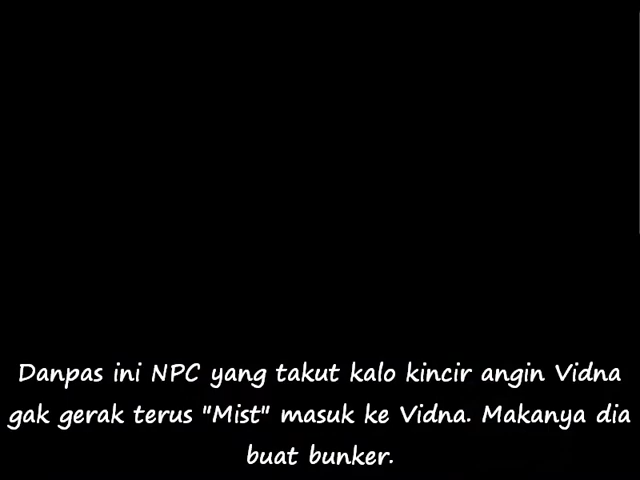 Danpas ini NPC yang takut kalo kincir angin Vidna
gak gerak terus "Mist" masuk ke Vidna. Makanya dia
buat bunker.